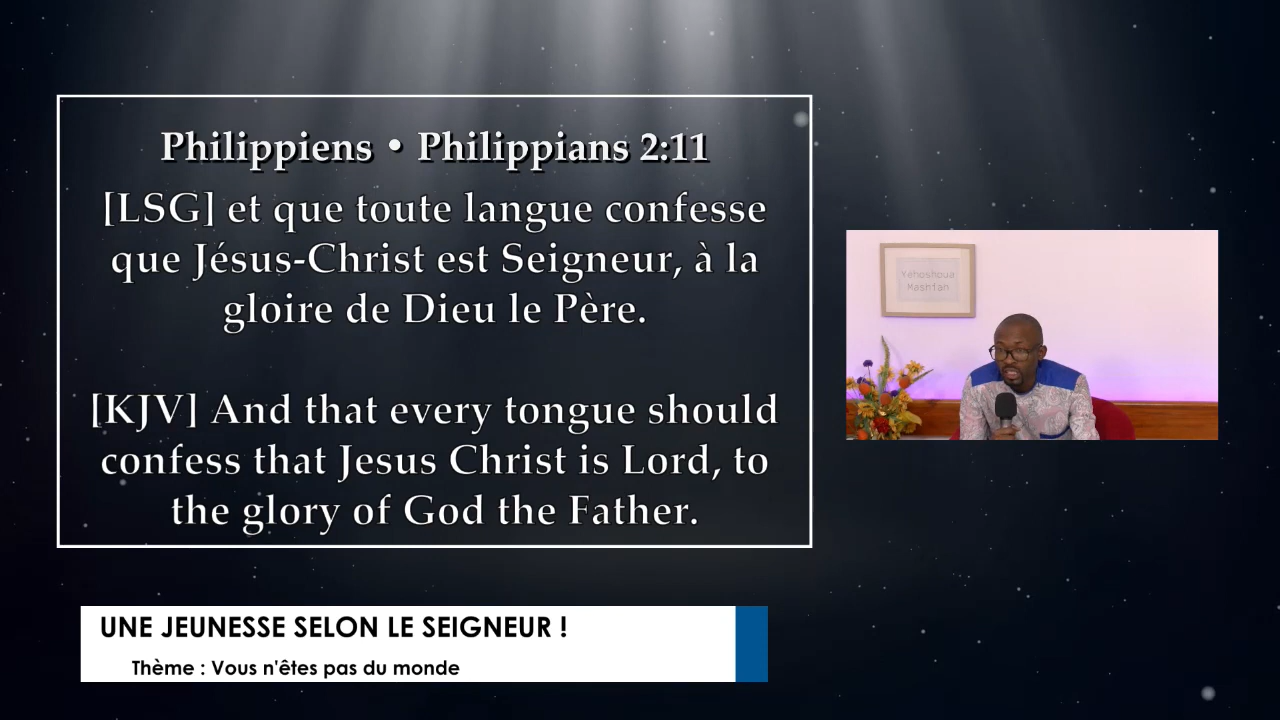 Philippiens • Philippians 2:11
[LSG] et que toute langue confesse
que Jésus-Christ est Seigneur, à la
gloire de Dieu le Père.
[KJV] And that every tongue should
confess that Jesus Christ is Lord, to
the glory of God the Father.
Yéhoshoua
Mashiah
UNE JEUNESSE SELON LE SEIGNEUR !
Thème : Vous n'êtes pas du monde